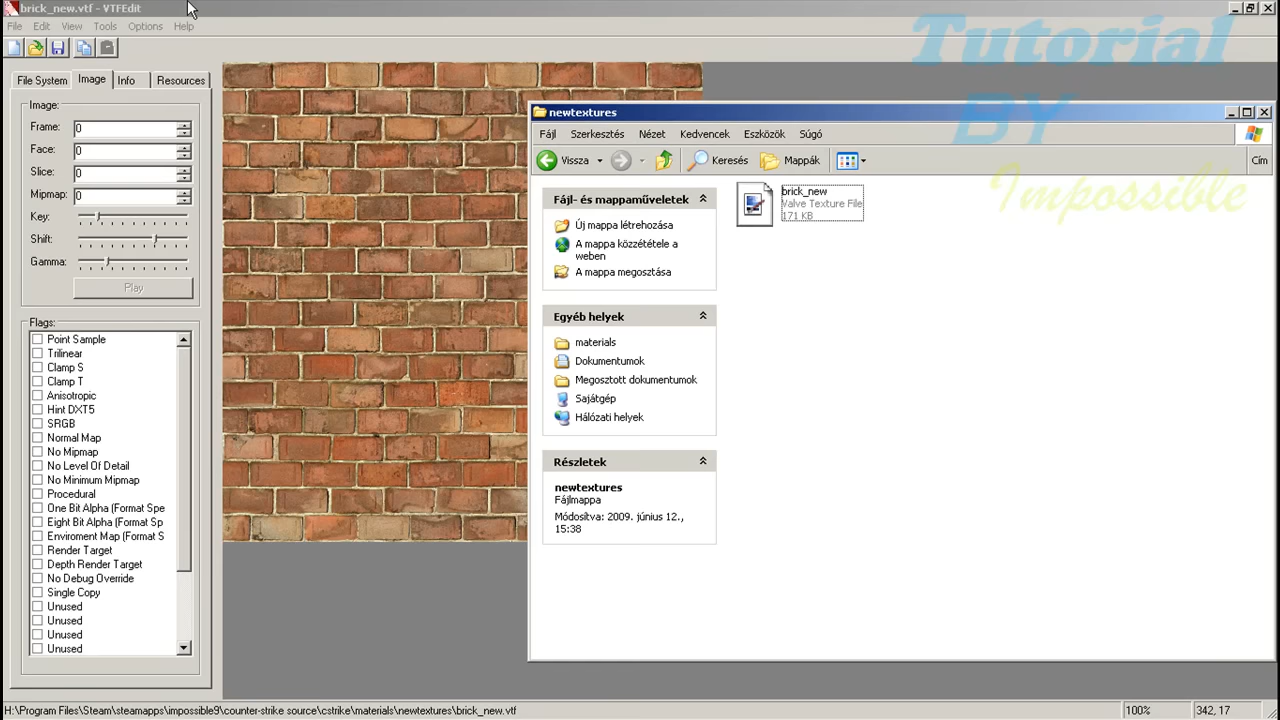 brick_new.vtf - VTFEdit
File Edit View Tools Options Help
Tutorial
BY
Impossible
File System Image Info Resources
Image:
Frame: 0
Face: 0
Slice: 0
Mipmap: 0
Key:
Shift:
Gamma:
Play
Flags:
Point Sample
Trilinear
Clamp S
Clamp T
Anisotropic
Hint DXT5
SRGB
Normal Map
No Mipmap
No Level Of Detail
No Minimum Mipmap
Procedural
One Bit Alpha (Format Spe
Eight Bit Alpha (Format Sp
Enviroment Map (Format S
Render Target
Depth Render Target
No Debug Override
Single Copy
Unused
Unused
Unused
Unused
newtextures
Fájl Szerkesztés Nézet Kedvencek Eszközök Súgó
Vissza Keresés Mappák Cím
Fájl- és mappaműveletek
Új mappa létrehozása
A mappa közzététele a
weben
A mappa megosztása
Egyéb helyek
materials
Dokumentumok
Megosztott dokumentumok
Sajátgép
Hálózati helyek
Részletek
newtextures
Fájlmappa
Módosítva: 2009. június 12.,
15:38
brick_new
Valve Texture File
171 KB
H:\Program Files\Steam\steamapps\impossible9\counter-strike source\cstrike\materials\newtextures\brick_new.vtf
100% 342, 17